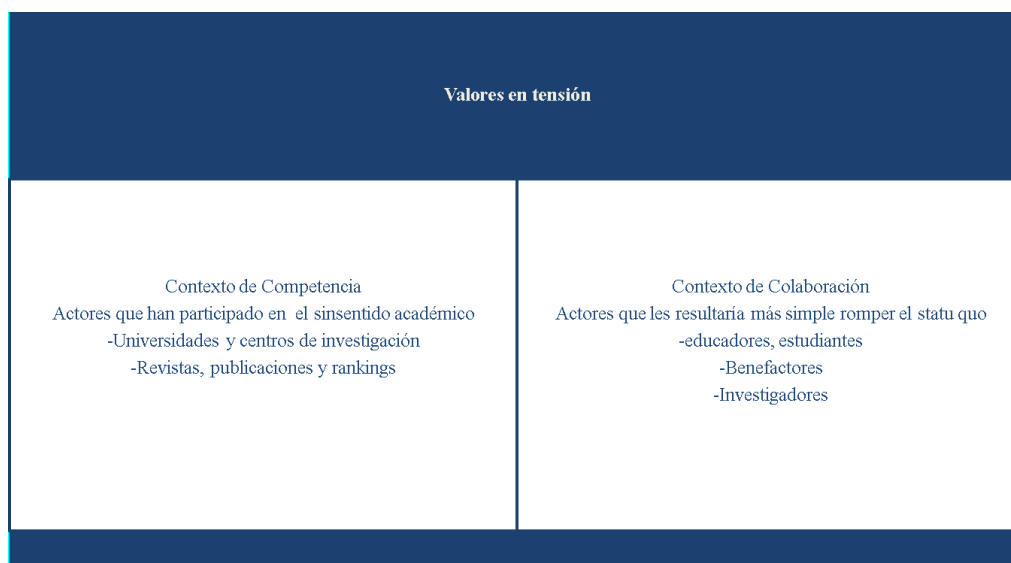 Valores en tensión
Contexto de Competencia
Actores que han participado en el sinsentido académico
-Universidades y centros de investigación
-Revistas, publicaciones y rankings
Contexto de Colaboración
Actores que les resultaría más simple romper el statu quo
-educadores, estudiantes
-Benefactores
-Investigadores